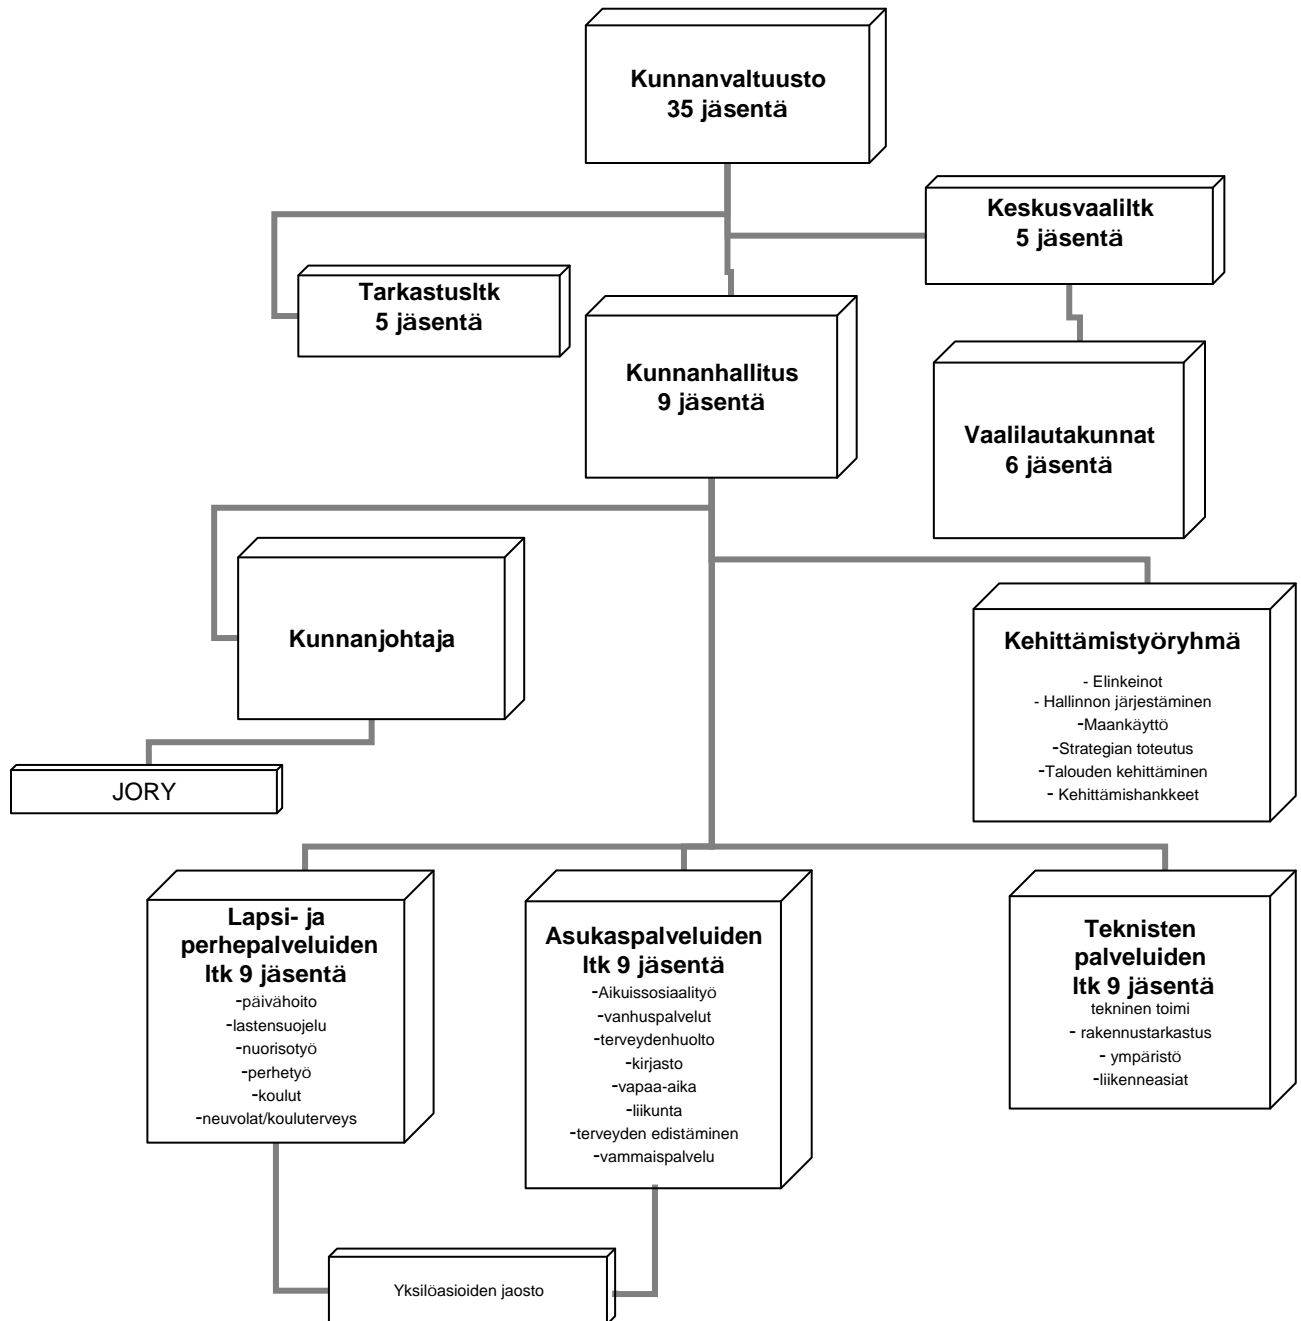 Kunnanvaltuusto
35 jäsentä
Keskusvaaliltk
5 jäsentä
Tarkastusltk
5 jäsentä
Kunnanhallitus
9 jäsentä
Vaalilautakunnat
6 jäsentä
Kunnanjohtaja
Kehittämistyöryhmä
- Elinkeinot
- Hallinnon järjestäminen
-Maankäyttö
-Strategian toteutus
-Talouden kehittäminen
- Kehittämishankkeet
JORY
Lapsi- ja
perhepalveluiden
ltk 9 jäsentä
-päivähoito
-lastensuojelu
-nuorisotyö
-perhetyö
-koulut
-neuvolat/kouluterveys
Asukaspalveluiden
ltk 9 jäsentä
-Aikuissosiaalityö
-vanhuspalvelut
-terveydenhuolto
-kirjasto
-vapaa-aika
-liikunta
-terveyden edistäminen
-vammaispalvelu
Teknisten
palveluiden
ltk 9 jäsentä
tekninen toimi
- rakennustarkastus
- ympäristö
-liikenneasiat
Yksilöasioiden jaosto